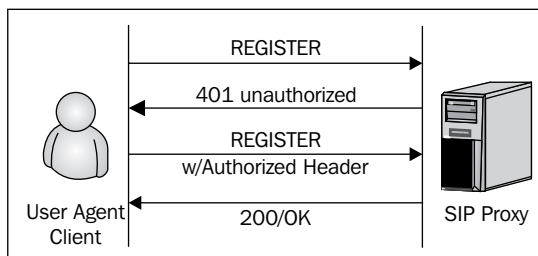 REGISTER
401 unauthorized
REGISTER
w/Authorized Header
200/OK
User Agent
Client
SIP Proxy